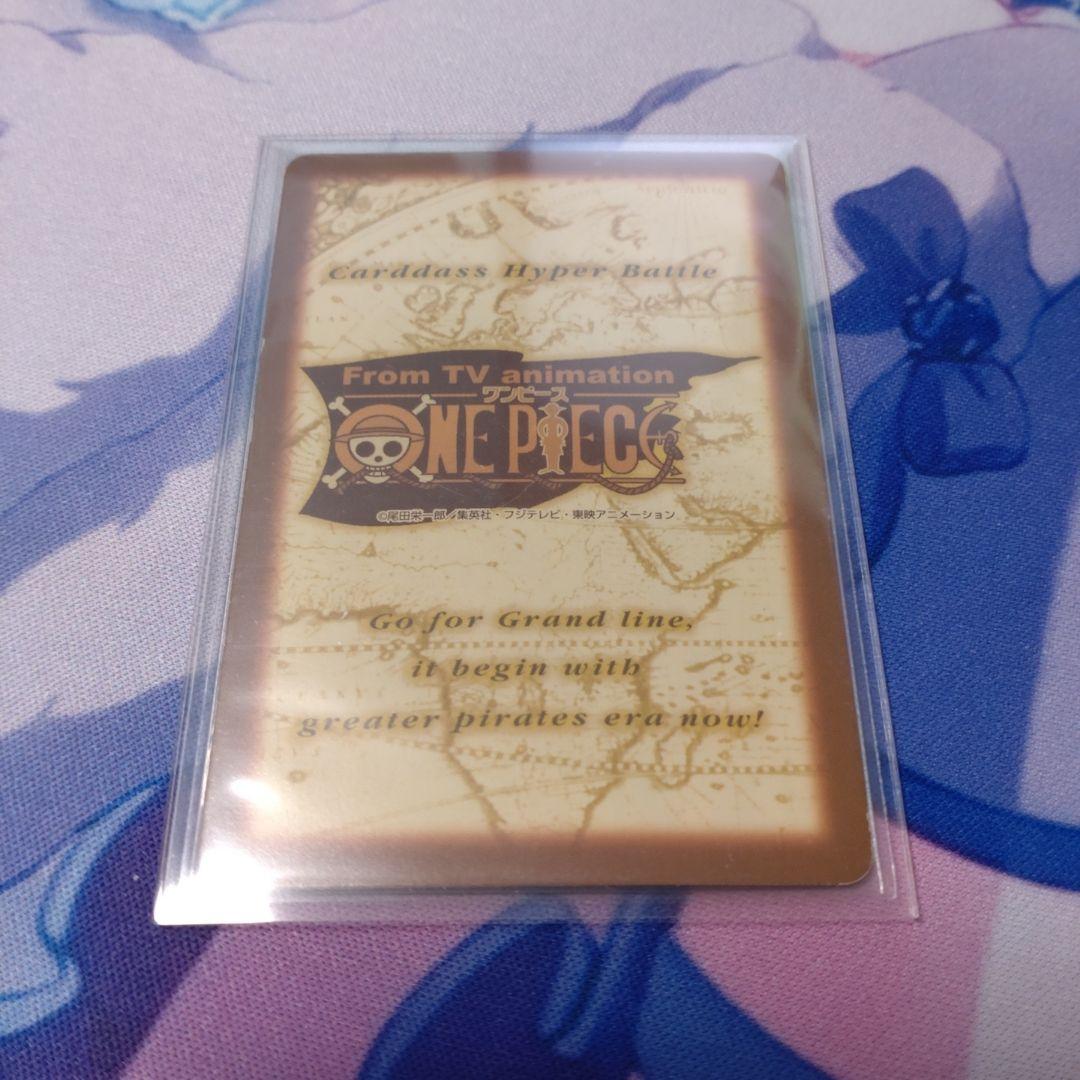 Carddass Hyper Battle
From TV animation
ワンピース
ONE PIECE
©尾田栄一郎/集英社・フジテレビ・東映アニメーション
Go for Grand line,
it begin with
greater pirates era now!